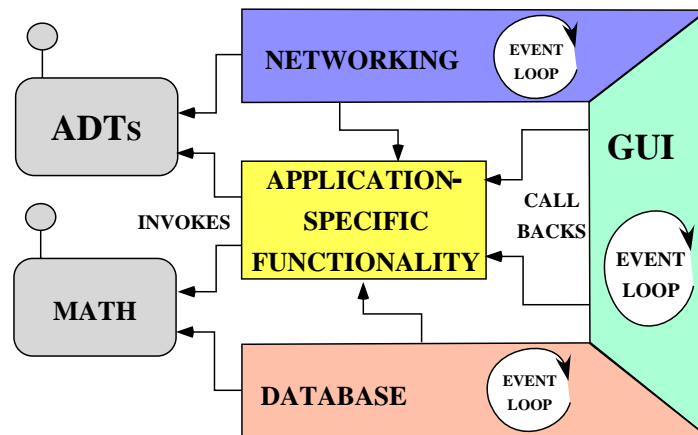 NETWORKING
EVENT
LOOP
ADTS
GUI
APPLICATION-
SPECIFIC
FUNCTIONALITY
INVOKES
CALL
BACKS
EVENT
LOOP
MATH
DATABASE
EVENT
LOOP